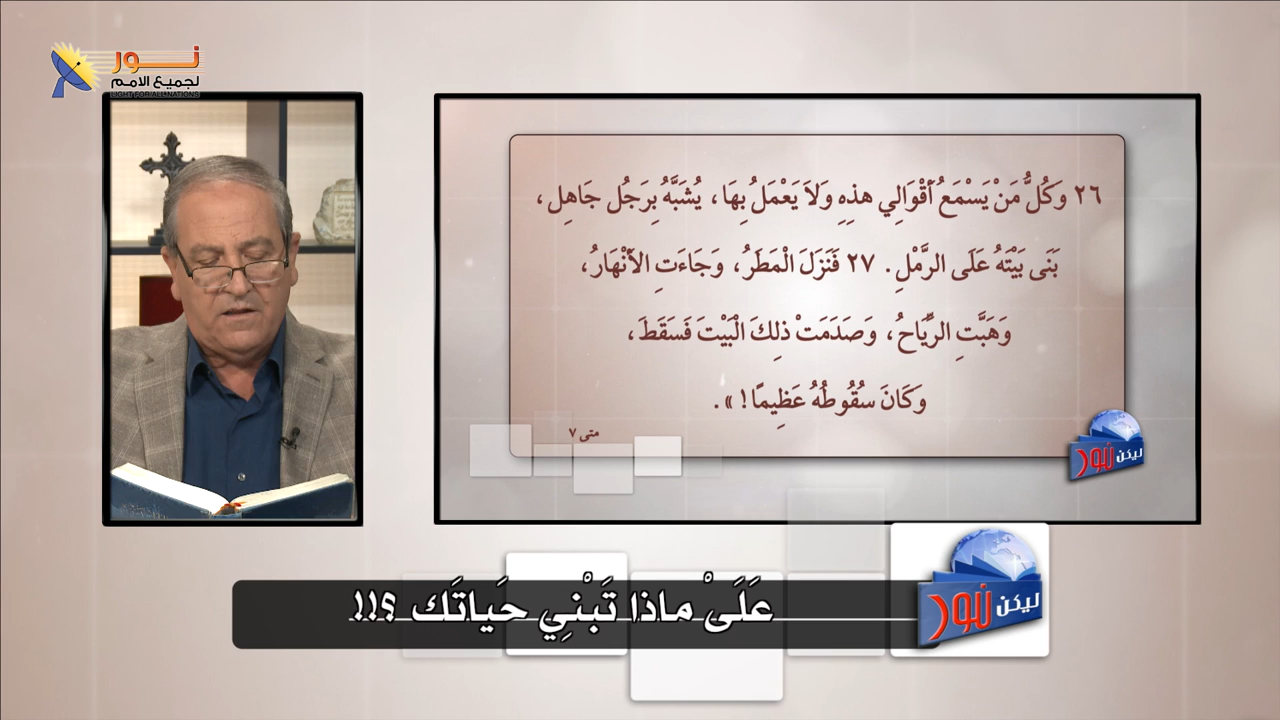 نور
لجميع الامم
LIGHT FOR ALL NATIONS
٢٦ وَكُلُّ مَنْ يَسْمَعُ أَقْوَالِي هذِهِ وَلاَ يَعْمَلُ بِهَا، يُشَبَّهُ بِرَجُل جَاهِل،
بَنَى بَيْتَهُ عَلَى الرَّمْلِ. ٢٧ فَنَزَلَ الْمَطَرُ، وَجَاءَتِ الأَنْهَارُ،
وَهَبَّتِ الرِّيَاحُ، وَصَدَمَتْ ذلِكَ الْبَيْتَ فَسَقَطَ،
وَكَانَ سُقُوطُهُ عَظِيمًا!».
متى ٧
ليكن نور
عَلَىْ ماذا تَبْنِي حَياتَك ؟!!
ليكن نور